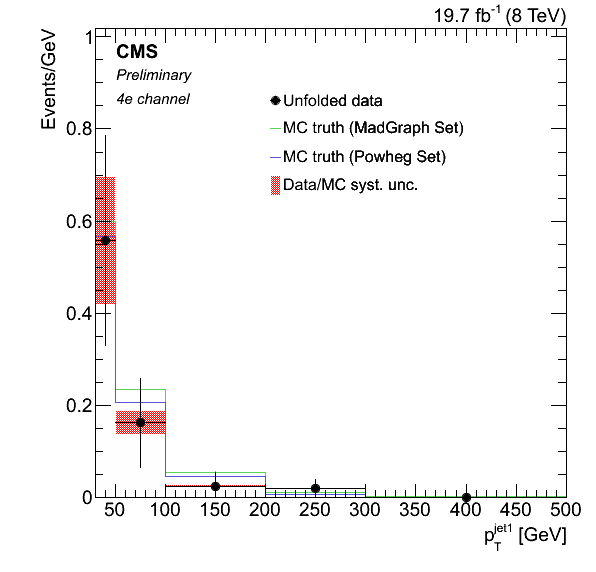 19.7 fb⁻¹ (8 TeV)
Events/GeV
CMS
Preliminary
4e channel
Unfolded data
MC truth (MadGraph Set)
MC truth (Powheg Set)
Data/MC syst. unc.
1
0.8
0.6
0.4
0.2
0
50 100 150 200 250 300 350 400 450 500
p_T^jet1 [GeV]